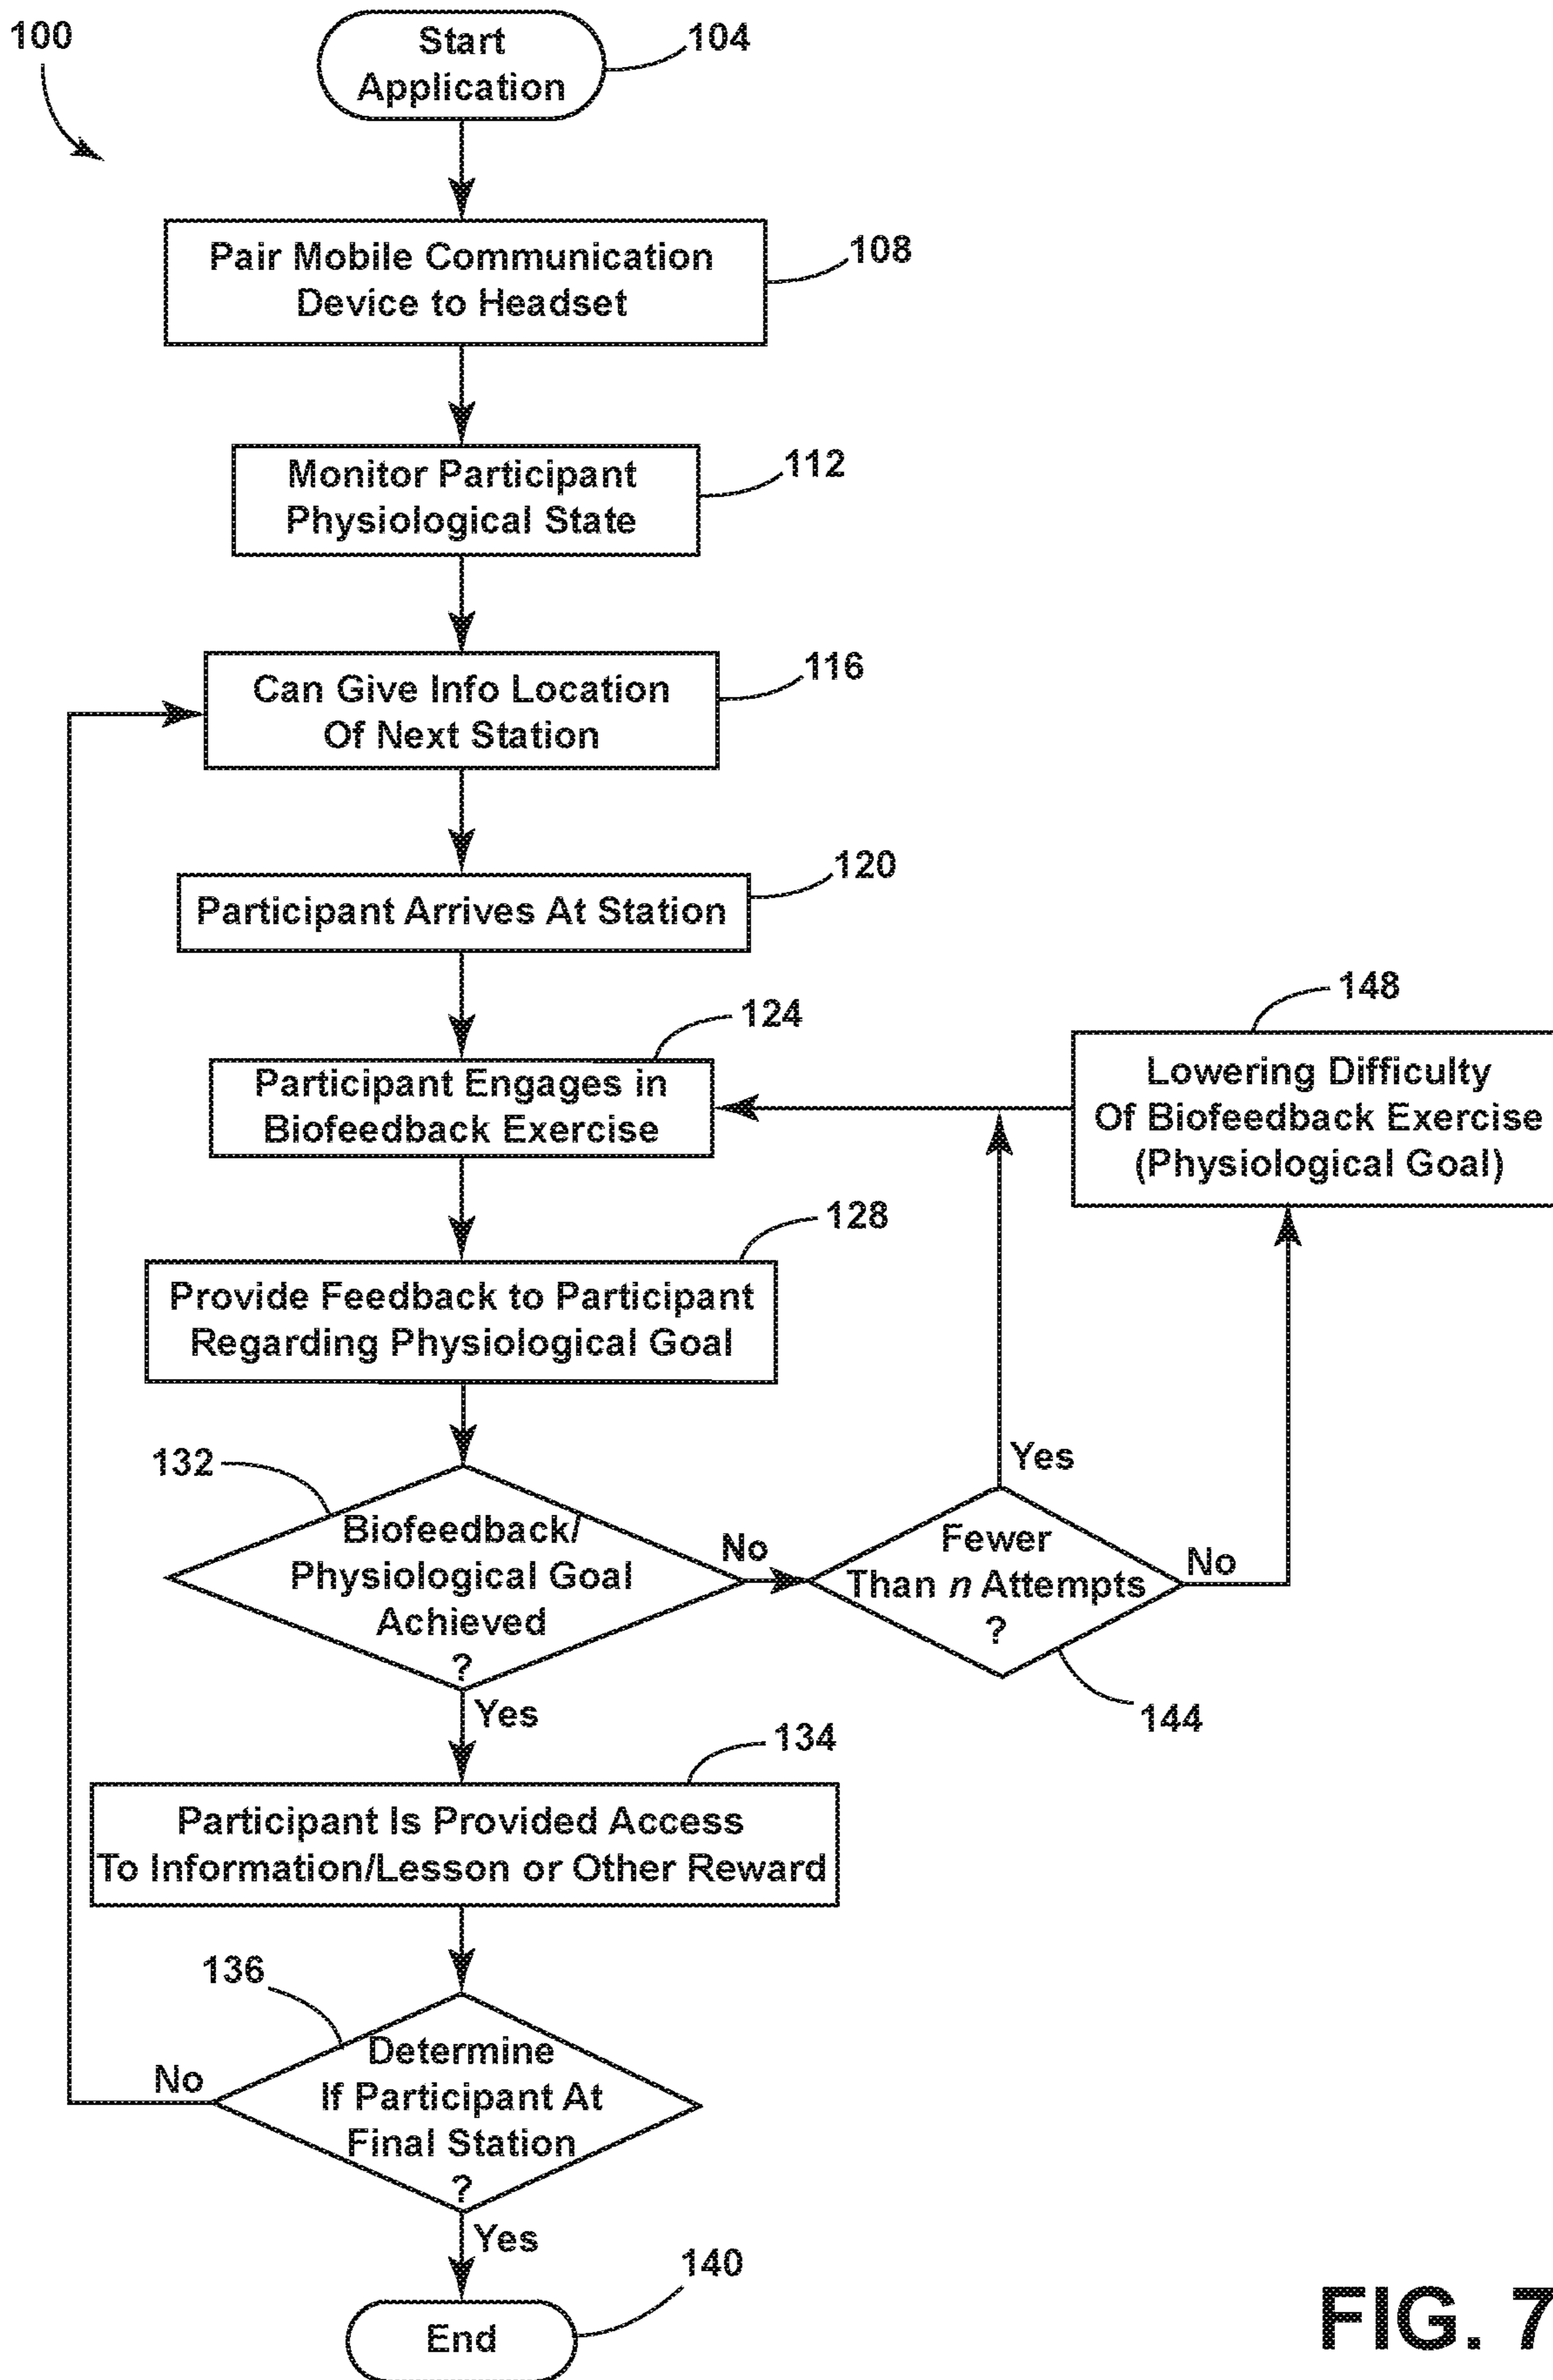 100
Start
Application
104
Pair Mobile Communication
Device to Headset
108
Monitor Participant
Physiological State
112
Can Give Info Location
Of Next Station
116
Participant Arrives At Station
120
Participant Engages in
Biofeedback Exercise
124
Lowering Difficulty
Of Biofeedback Exercise
(Physiological Goal)
148
Provide Feedback to Participant
Regarding Physiological Goal
128
132
Biofeedback/
Physiological Goal
Achieved
?
No
Yes
Fewer
Than n Attempts
?
Yes
No
144
Participant Is Provided Access
To Information/Lesson or Other Reward
134
136
Determine
If Participant At
Final Station
?
No
Yes
End
140
FIG. 7